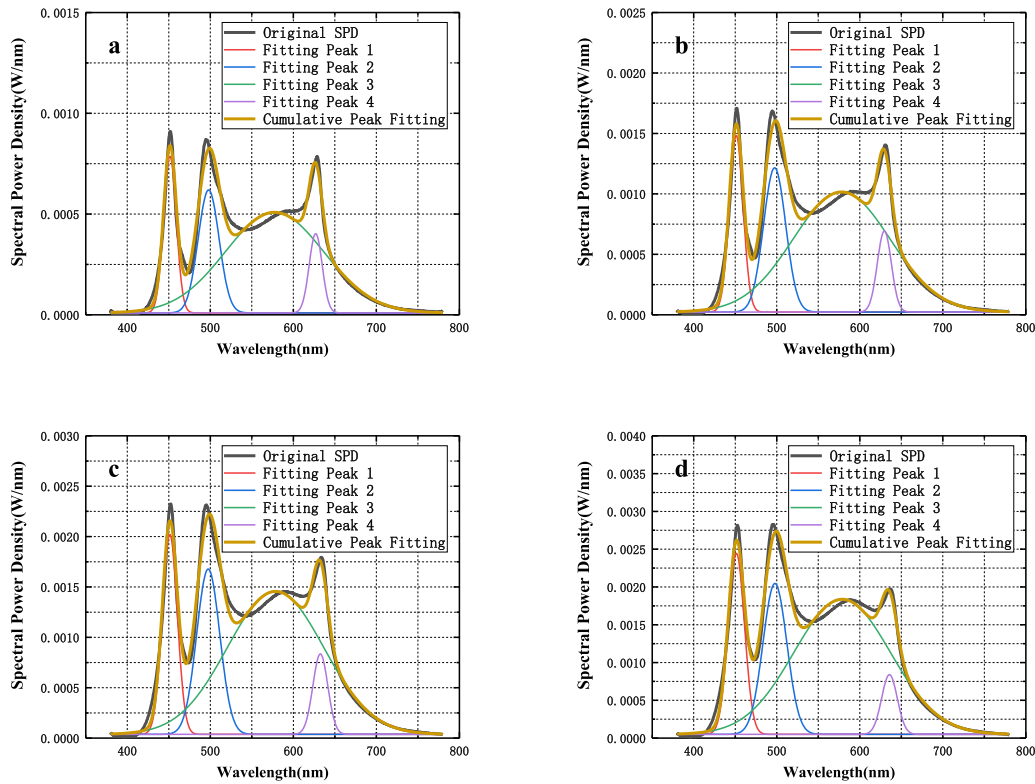 a
Original SPD
Fitting Peak 1
Fitting Peak 2
Fitting Peak 3
Fitting Peak 4
Cumulative Peak Fitting
Spectral Power Density(W/nm)
0.0015
0.0010
0.0005
0.0000
400 500 600 700 800
Wavelength(nm)
b
Original SPD
Fitting Peak 1
Fitting Peak 2
Fitting Peak 3
Fitting Peak 4
Cumulative Peak Fitting
Spectral Power Density(W/nm)
0.0025
0.0020
0.0015
0.0010
0.0005
0.0000
400 500 600 700 800
Wavelength(nm)
c
Original SPD
Fitting Peak 1
Fitting Peak 2
Fitting Peak 3
Fitting Peak 4
Cumulative Peak Fitting
Spectral Power Density(W/nm)
0.0030
0.0025
0.0020
0.0015
0.0010
0.0005
0.0000
400 500 600 700 800
Wavelength(nm)
d
Original SPD
Fitting Peak 1
Fitting Peak 2
Fitting Peak 3
Fitting Peak 4
Cumulative Peak Fitting
Spectral Power Density(W/nm)
0.0040
0.0035
0.0030
0.0025
0.0020
0.0015
0.0010
0.0005
0.0000
400 500 600 700 800
Wavelength(nm)